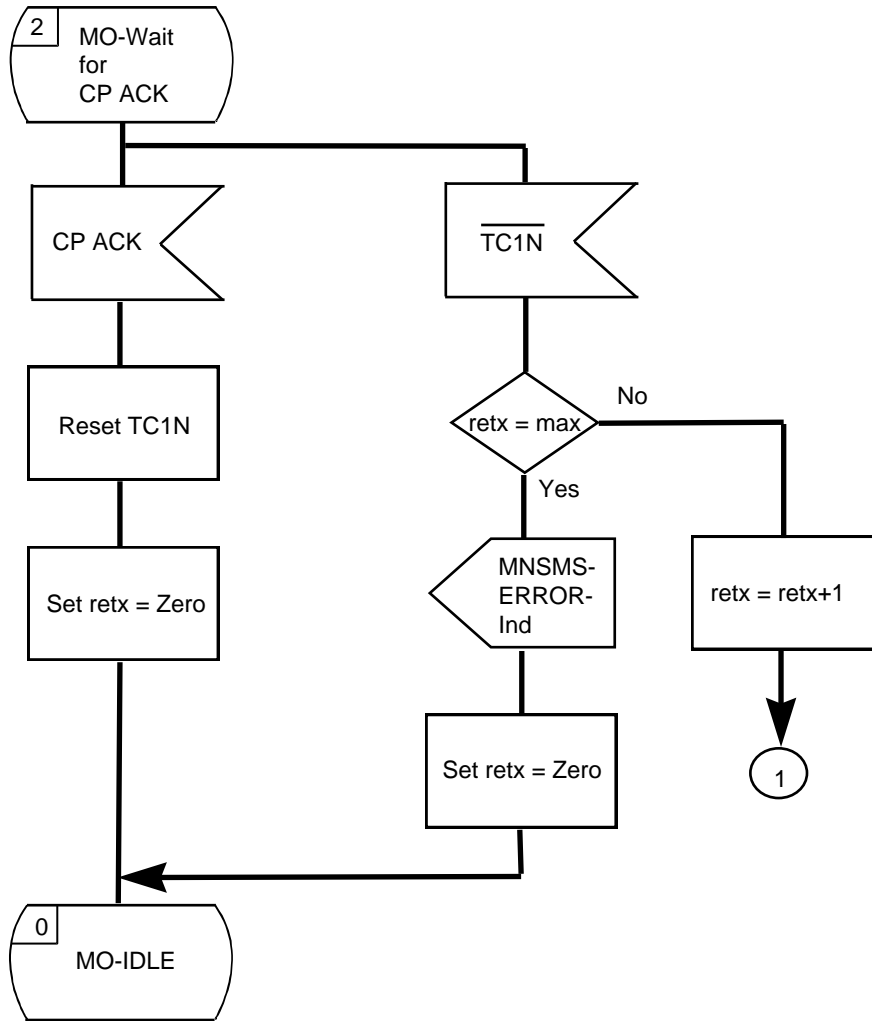 2
MO-Wait
for
CP ACK
CP ACK
TC1N
Reset TC1N
retx = max
No
Yes
Set retx = Zero
MNSMS-
ERROR-
Ind
retx = retx+1
Set retx = Zero
1
0
MO-IDLE